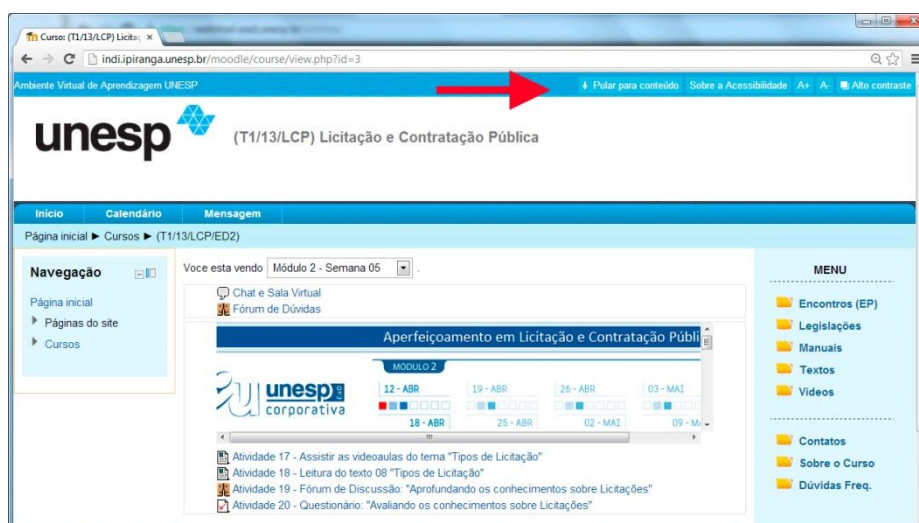 Curso: (T1/13/LCP) Licitaç
indi.ipiranga.unesp.br/moodle/course/view.php?id=3
Ambiente Virtual de Aprendizagem UNESP
Pular para conteúdo Sobre a Acessibilidade A+ A- Alto contraste
unesp
(T1/13/LCP) Licitação e Contratação Pública
Início Calendário Mensagem
Página inicial ► Cursos ► (T1/13/LCP/ED2)
Navegação
Página inicial
Páginas do site
Cursos
Voce esta vendo Módulo 2 - Semana 05 .
Chat e Sala Virtual
Fórum de Dúvidas
Aperfeiçoamento em Licitação e Contratação Públi
MÓDULO 2
unesp
corporativa
12 - ABR 19 - ABR 26 - ABR 03 - MAI
18 - ABR 25 - ABR 02 - MAI 09 - M
Atividade 17 - Assistir as videoaulas do tema "Tipos de Licitação"
Atividade 18 - Leitura do texto 08 "Tipos de Licitação"
Atividade 19 - Fórum de Discussão: "Aprofundando os conhecimentos sobre Licitações"
Atividade 20 - Questionário: "Avaliando os conhecimentos sobre Licitações"
MENU
Encontros (EP)
Legislações
Manuais
Textos
Vídeos
Contatos
Sobre o Curso
Dúvidas Freq.